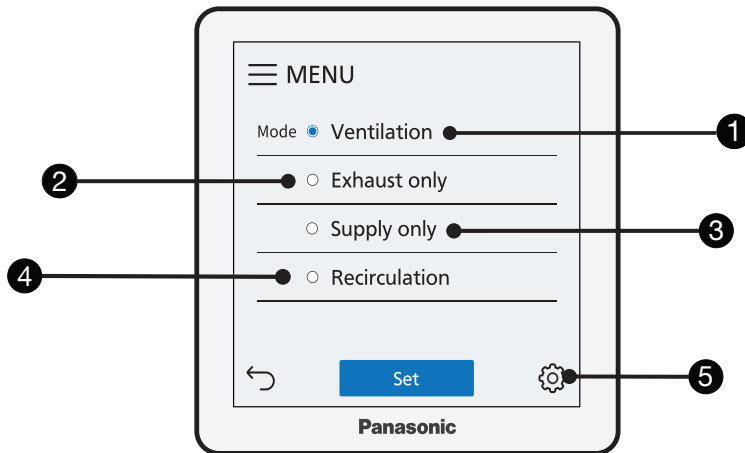 MENU
Mode Ventilation 1
2 Exhaust only
Supply only 3
4 Recirculation
Set 5
Panasonic